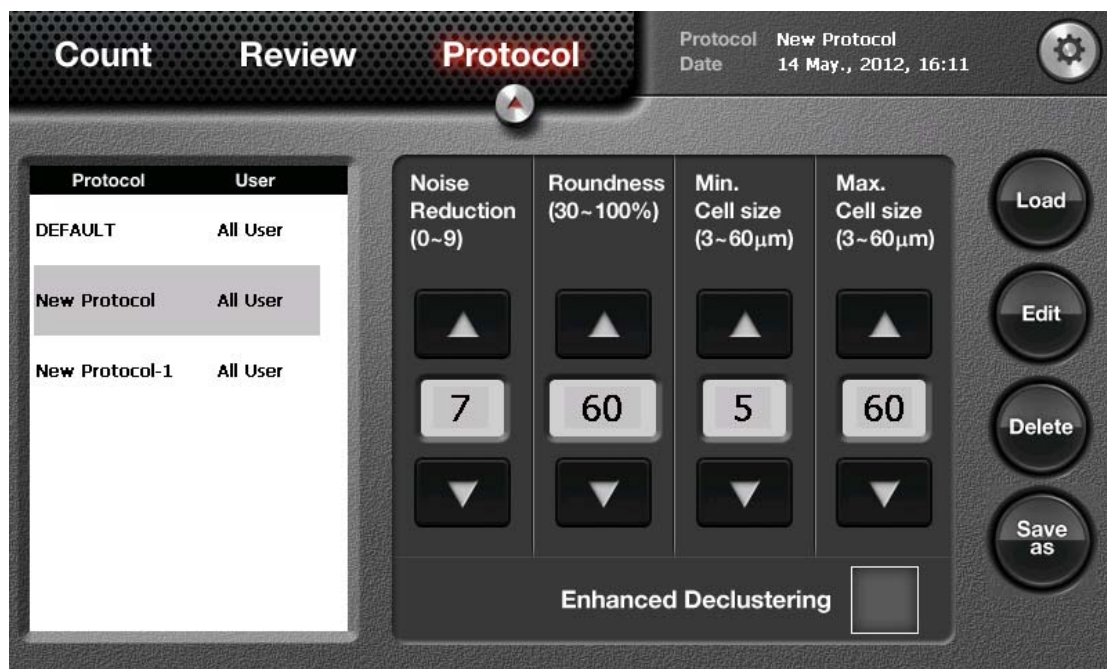 Count Review Protocol
Protocol New Protocol
Date 14 May., 2012, 16:11
Protocol User
DEFAULT All User
New Protocol All User
New Protocol-1 All User
Noise
Reduction
(0~9)
Roundness
(30~100%)
Min.
Cell size
(3~60μm)
Max.
Cell size
(3~60μm)
7 60 5 60
Enhanced Declustering
Load
Edit
Delete
Save
as